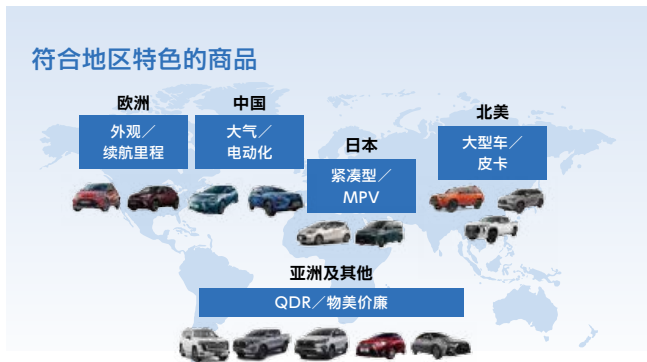 符合地区特色的商品
欧洲
外观／
续航里程
中国
大气／
电动化
日本
紧凑型／
MPV
北美
大型车／
皮卡
亚洲及其他
QDR／物美价廉